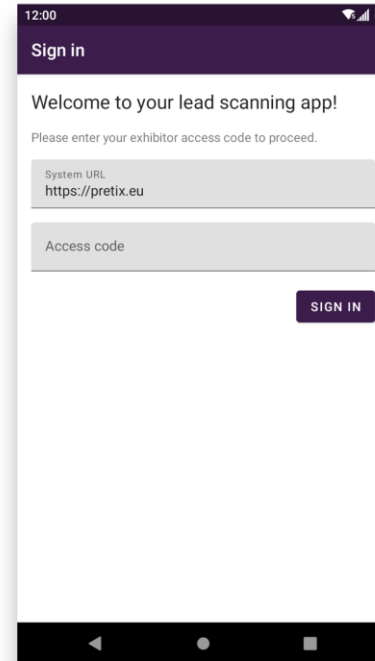 12:00
Sign in
Welcome to your lead scanning app!
Please enter your exhibitor access code to proceed.
System URL
https://pretix.eu
Access code
SIGN IN